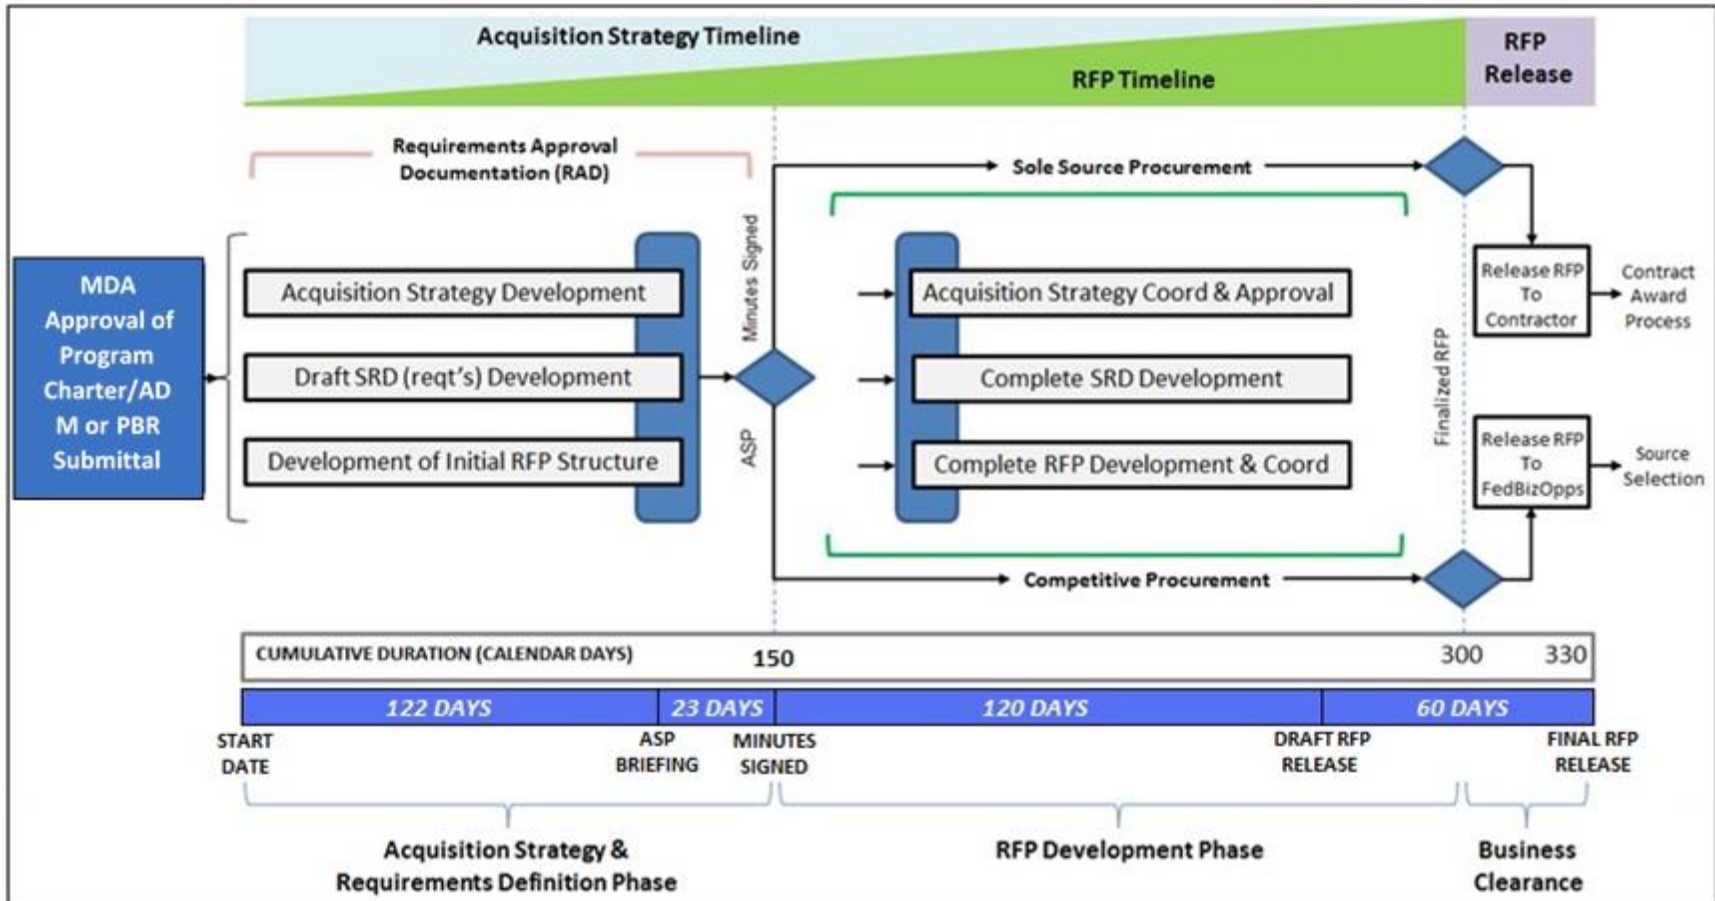 Acquisition Strategy Timeline
RFP Timeline
RFP
Release
Requirements Approval
Documentation (RAD)
Sole Source Procurement
MDA
Approval of
Program
Charter/AD
M or PBR
Submittal
Acquisition Strategy Development
Draft SRD (reqt's) Development
Development of Initial RFP Structure
Minutes Signed
ASP
Acquisition Strategy Coord & Approval
Complete SRD Development
Complete RFP Development & Coord
Finalized RFP
Release RFP
To
Contractor
Contract
Award
Process
Release RFP
To
FedBizOpps
Source
Selection
Competitive Procurement
CUMULATIVE DURATION (CALENDAR DAYS) 150 300 330
122 DAYS 23 DAYS 120 DAYS 60 DAYS
START
DATE
ASP
BRIEFING
MINUTES
SIGNED
DRAFT RFP
RELEASE
FINAL RFP
RELEASE
Acquisition Strategy &
Requirements Definition Phase
RFP Development Phase
Business
Clearance